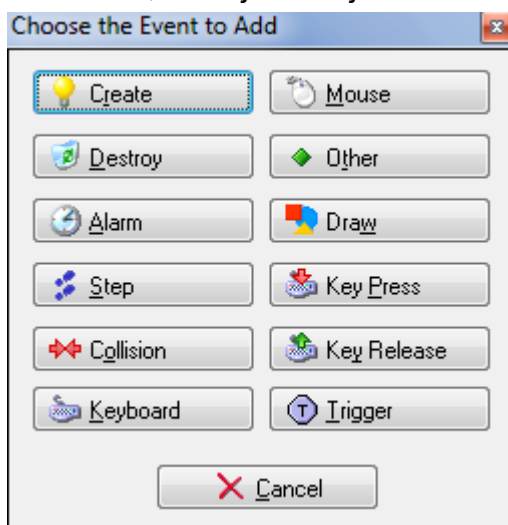 Choose the Event to Add
Create
Mouse
Destroy
Other
Alarm
Draw
Step
Key Press
Collision
Key Release
Keyboard
T Trigger
Cancel